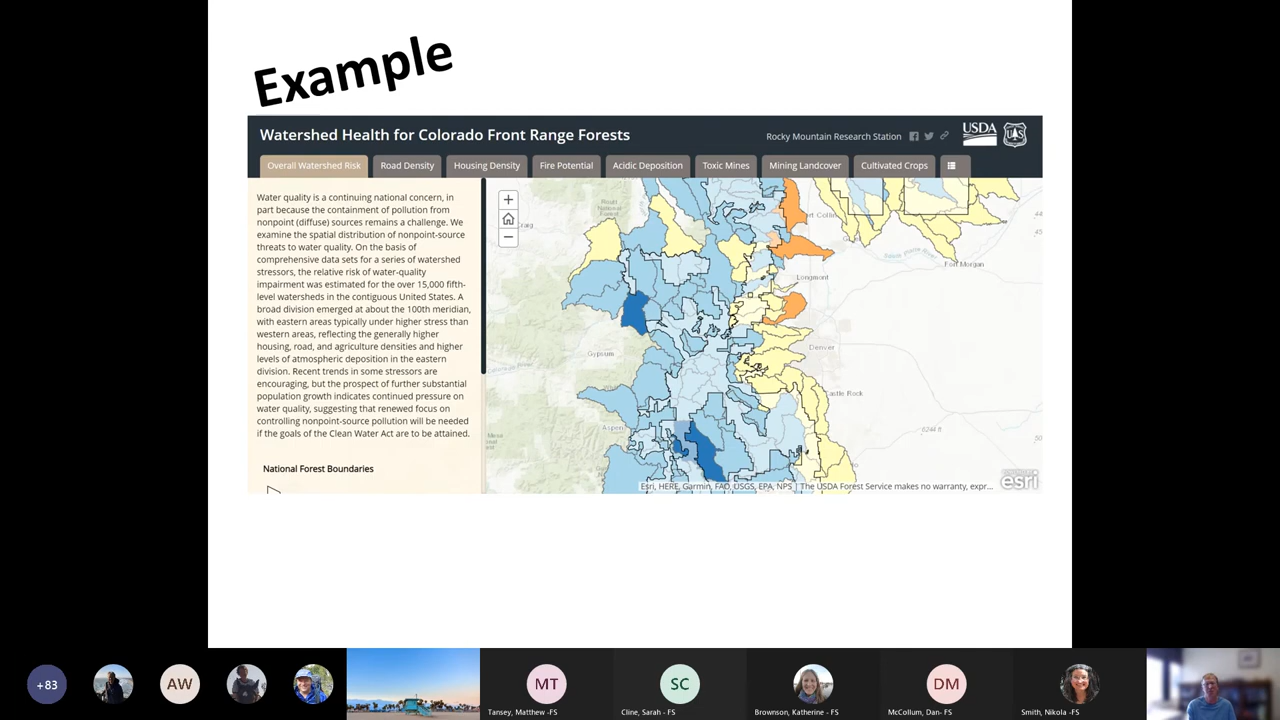 Example
Watershed Health for Colorado Front Range Forests
Rocky Mountain Research Station
USDA
Overall Watershed Risk
Road Density
Housing Density
Fire Potential
Acidic Deposition
Toxic Mines
Mining Landcover
Cultivated Crops
Water quality is a continuing national concern, in
part because the containment of pollution from
nonpoint (diffuse) sources remains a challenge. We
examine the spatial distribution of nonpoint-source
threats to water quality. On the basis of
comprehensive data sets for a series of watershed
stressors, the relative risk of water-quality
impairment was estimated for the over 15,000 fifth-
level watersheds in the contiguous United States. A
broad division emerged at about the 100th meridian,
with eastern areas typically under higher stress than
western areas, reflecting the generally higher
housing, road, and agriculture densities and higher
levels of atmospheric deposition in the eastern
division. Recent trends in some stressors are
encouraging, but the prospect of further substantial
population growth indicates continued pressure on
water quality, suggesting that renewed focus on
controlling nonpoint-source pollution will be needed
if the goals of the Clean Water Act are to be attained.
National Forest Boundaries
+
−
Fort Morgan
Longmont
Gypsum
Denver
Castle Rock
Aspen
Esri, HERE, Garmin, FAO, USGS, EPA, NPS | The USDA Forest Service makes no warranty, expr...
esri
+83
AW
MT
SC
DM
Tansey, Matthew -FS
Cline, Sarah - FS
Brownson, Katherine - FS
McCollum, Dan- FS
Smith, Nikola -FS